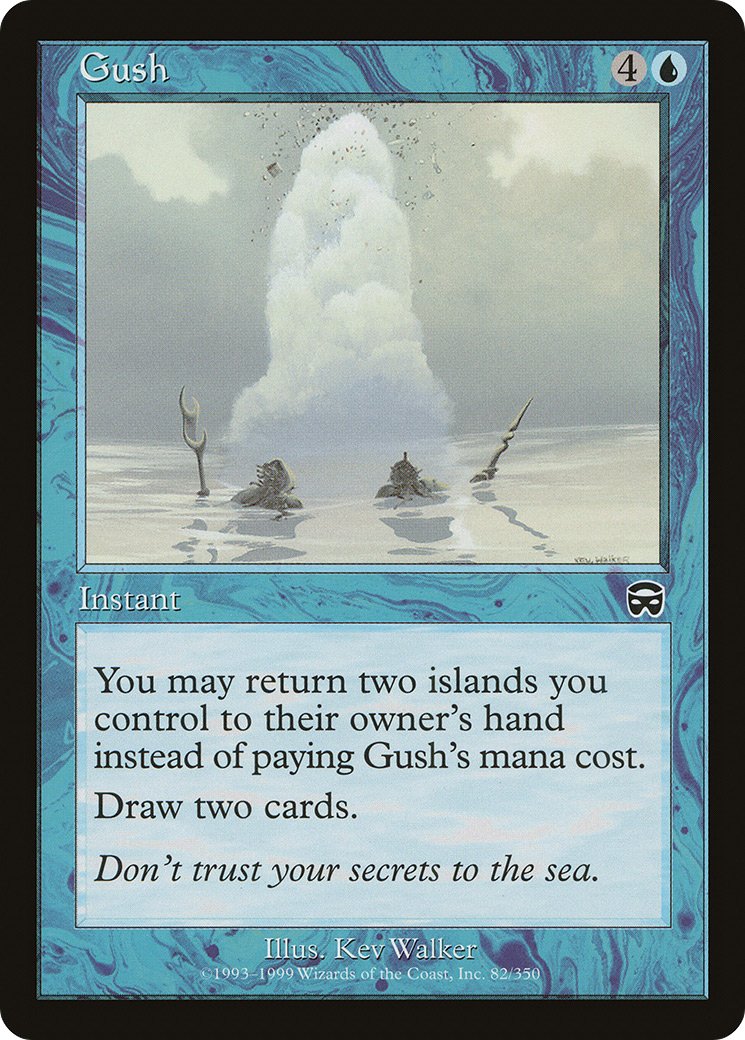 Gush 4
KEV WALKER
Instant
You may return two islands you
control to their owner's hand
instead of paying Gush's mana cost.
Draw two cards.
Don't trust your secrets to the sea.
Illus. Kev Walker
©1993–1999 Wizards of the Coast, Inc. 82/350